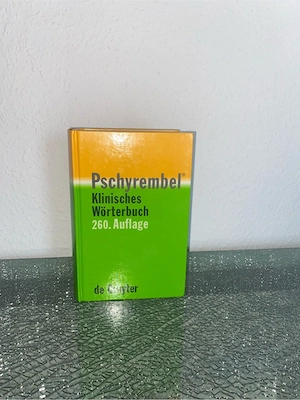 Pschyrembel®
Klinisches
Wörterbuch
260. Auflage
de Gruyter